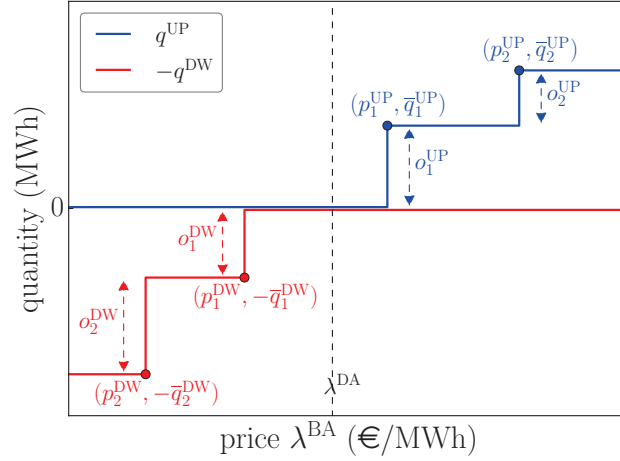 q^UP
−q^DW
(p_2^UP, q̅_2^UP)
(p_1^UP, q̅_1^UP)
o_2^UP
o_1^UP
quantity (MWh)
0
o_1^DW
(p_1^DW, −q̅_1^DW)
o_2^DW
(p_2^DW, −q̅_2^DW)
λ^DA
price λ^BA (€/MWh)